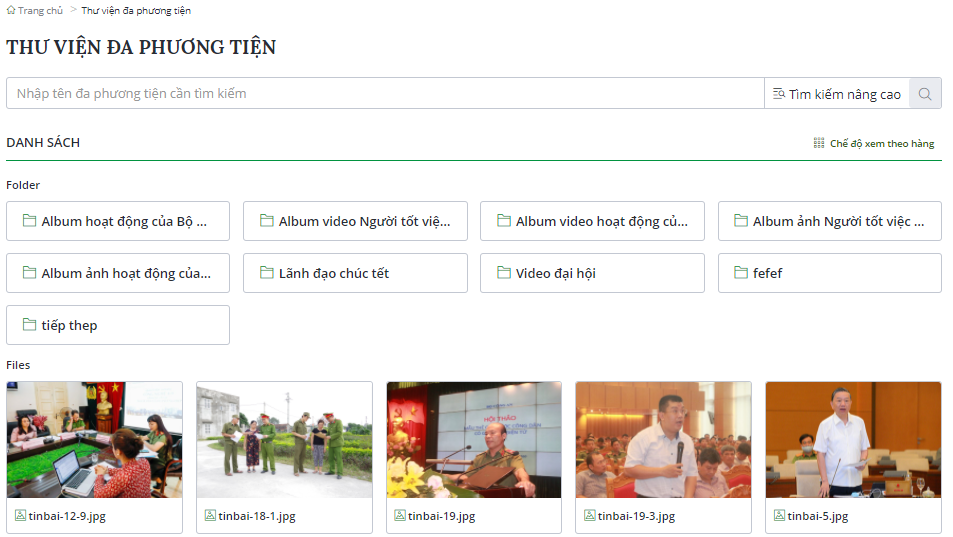 Trang chủ > Thư viện đa phương tiện
THƯ VIỆN ĐA PHƯƠNG TIỆN
Nhập tên đa phương tiện cần tìm kiếm
Tìm kiếm nâng cao
DANH SÁCH
Chế độ xem theo hàng
Folder
Album hoạt động của Bộ ...
Album video Người tốt việ...
Album video hoạt động củ...
Album ảnh Người tốt việc ...
Album ảnh hoạt động của...
Lãnh đạo chúc tết
Video đại hội
fefef
tiếp thep
Files
HỘI THẢO
tinbai-12-9.jpg
tinbai-18-1.jpg
tinbai-19.jpg
tinbai-19-3.jpg
tinbai-5.jpg